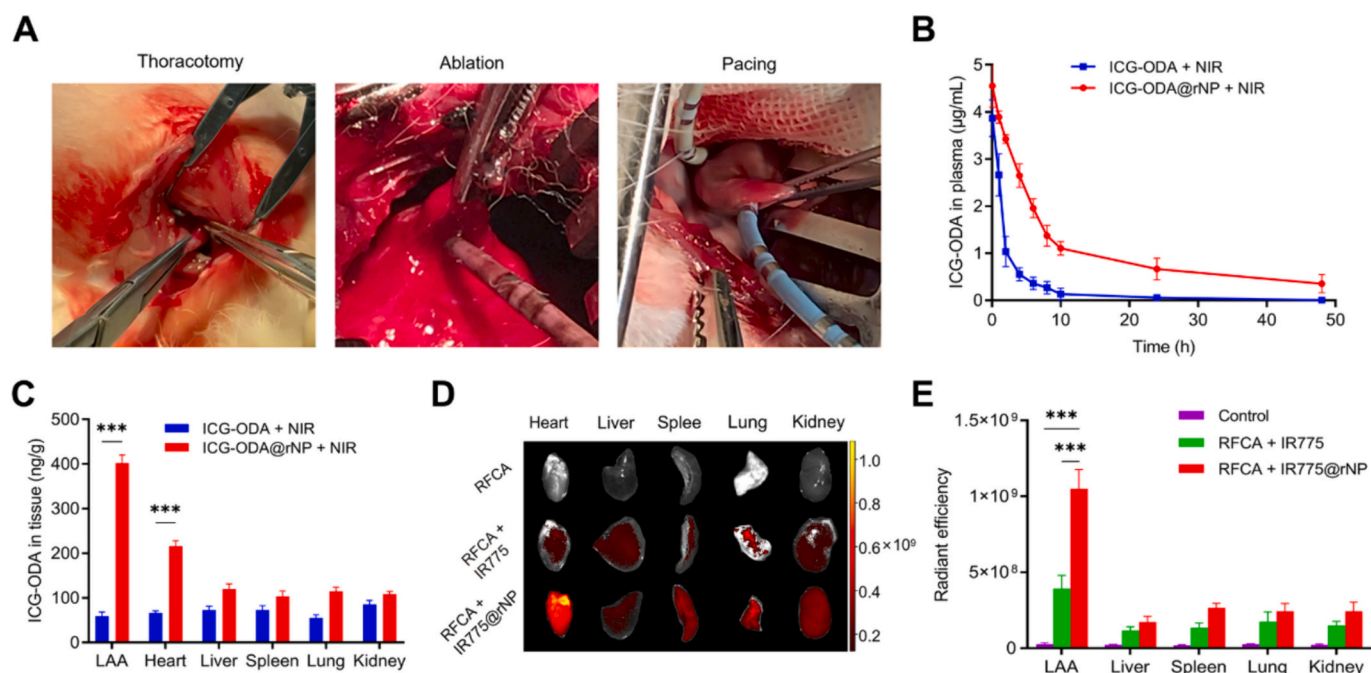 A
Thoracotomy
Ablation
Pacing
B
ICG-ODA + NIR
ICG-ODA@rNP + NIR
ICG-ODA in plasma (μg/mL)
5
4
3
2
1
0
0 10 20 30 40 50
Time (h)
C
ICG-ODA + NIR
ICG-ODA@rNP + NIR
ICG-ODA in tissue (ng/g)
500
400
300
200
100
0
***
***
LAA Heart Liver Spleen Lung Kidney
D
Heart Liver Splee Lung Kidney
RFCA
RFCA +
IR775
RFCA +
IR775@rNP
1.0
0.8
0.6
×10⁹
0.4
0.2
E
Control
RFCA + IR775
RFCA + IR775@rNP
Radiant efficiency
1.5×10⁹
1×10⁹
5×10⁸
0
***
***
LAA Liver Spleen Lung Kidney